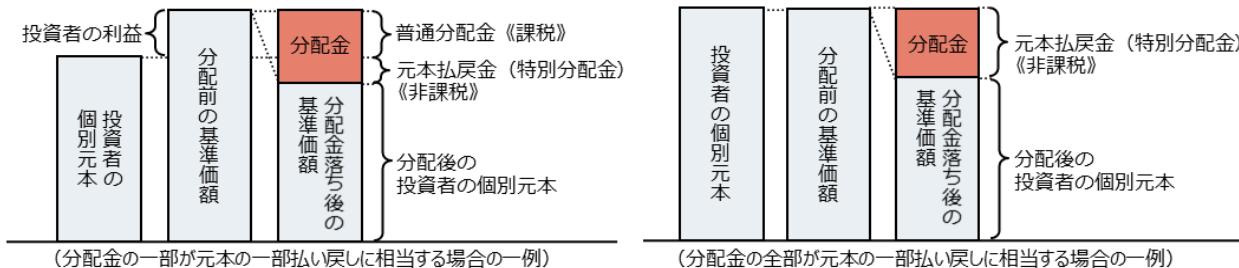 投資者の利益
投資者の
個別元本
分配前の基準価額
分配金
分配金落ち後の
基準価額
普通分配金《課税》
元本払戻金（特別分配金）
《非課税》
分配後の
投資者の個別元本
（分配金の一部が元本の一部払い戻しに相当する場合の一例）
投資者の個別元本
分配前の基準価額
分配金
分配金落ち後の
基準価額
元本払戻金（特別分配金）
《非課税》
分配後の
投資者の個別元本
（分配金の全部が元本の一部払い戻しに相当する場合の一例）